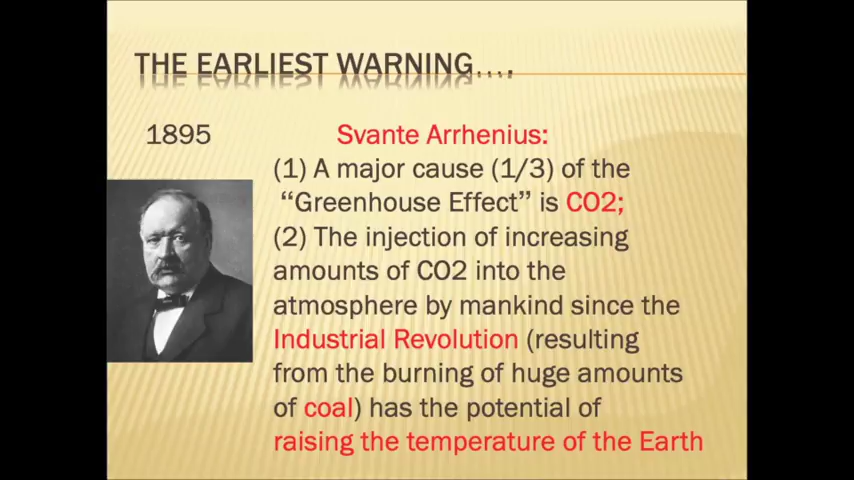 THE EARLIEST WARNING....
1895
Svante Arrhenius:
(1) A major cause (1/3) of the
“Greenhouse Effect” is CO2;
(2) The injection of increasing
amounts of CO2 into the
atmosphere by mankind since the
Industrial Revolution (resulting
from the burning of huge amounts
of coal) has the potential of
raising the temperature of the Earth